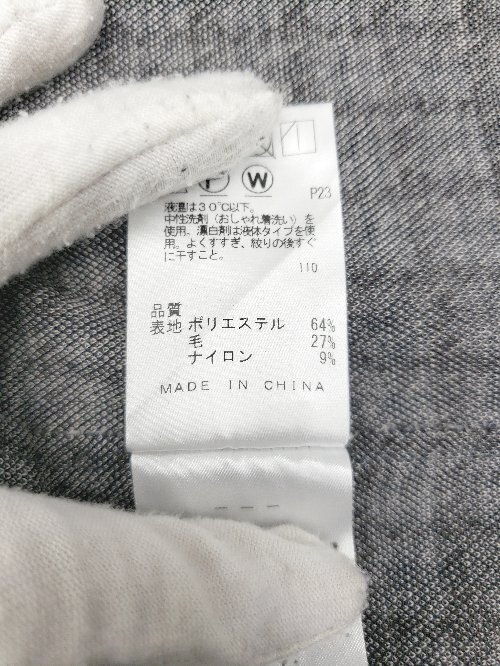 P W
P23
液温は30℃以下。
中性洗剤(おしゃれ着洗い)を
使用。漂白剤は液体タイプを使
用。よくすすぎ、絞りの後すぐ
に干すこと。
110
品質
表地 ポリエステル 64%
毛 27%
ナイロン 9%
MADE IN CHINA
---